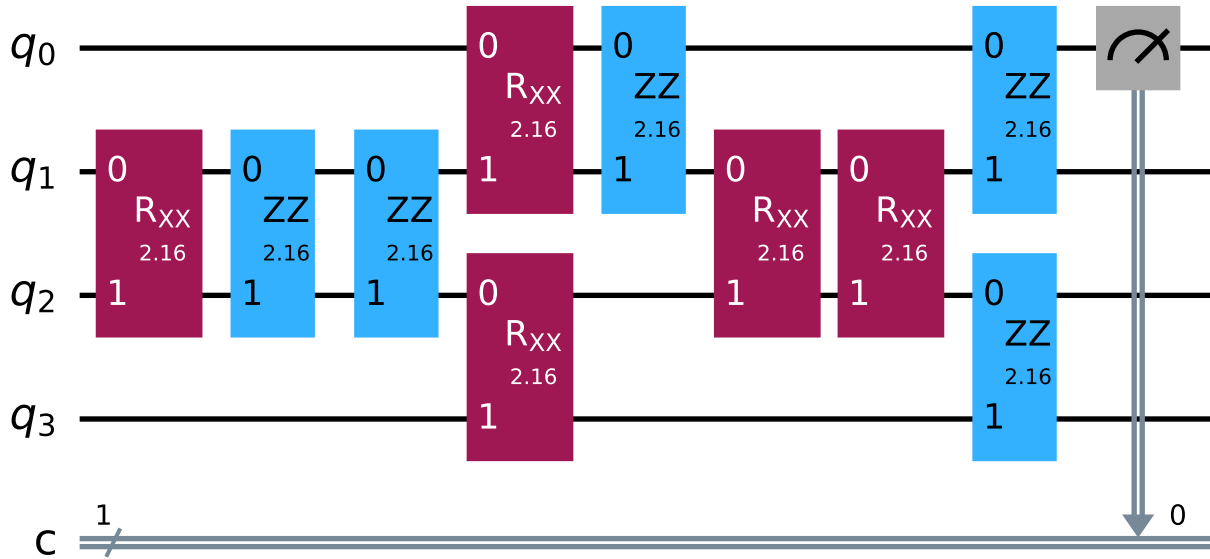 q0 0 0 0
RXX ZZ ZZ
2.16 2.16 2.16
q1 0 0 0 1 1 0 0 1
RXX ZZ ZZ RXX RXX
2.16 2.16 2.16 2.16 2.16
q2 1 1 1 0 1 1 0
RXX ZZ
2.16 2.16
q3 1 1
c 1 0